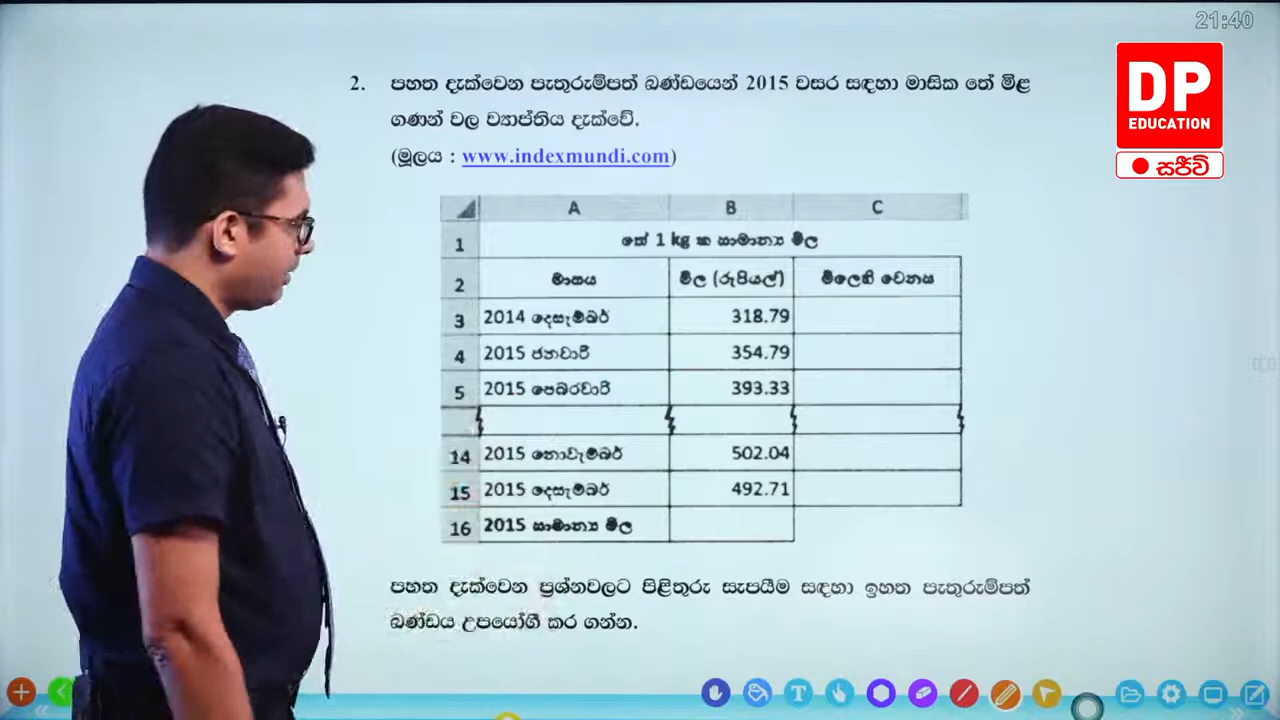 21:40
DP
EDUCATION
සජීවි
2. පහත දැක්වෙන පැතුරුම්පත් ඛණ්ඩයෙන් 2015 වසර සඳහා මාසික තේ මිළ
ගණන් වල ව්‍යාප්තිය දැක්වේ.
(මූලය : www.indexmundi.com)
A B C
1 තේ 1 kg ක සාමාන්‍ය මිල
2 මාසය මිල (රුපියල්) මිලෙහි වෙනස
3 2014 දෙසැම්බර් 318.79
4 2015 ජනවාරි 354.79
5 2015 පෙබරවාරි 393.33
14 2015 නොවැම්බර් 502.04
15 2015 දෙසැම්බර් 492.71
16 2015 සාමාන්‍ය මිල
පහත දැක්වෙන ප්‍රශ්නවලට පිළිතුරු සැපයීම සඳහා ඉහත පැතුරුම්පත්
ඛණ්ඩය උපයෝගී කර ගන්න.